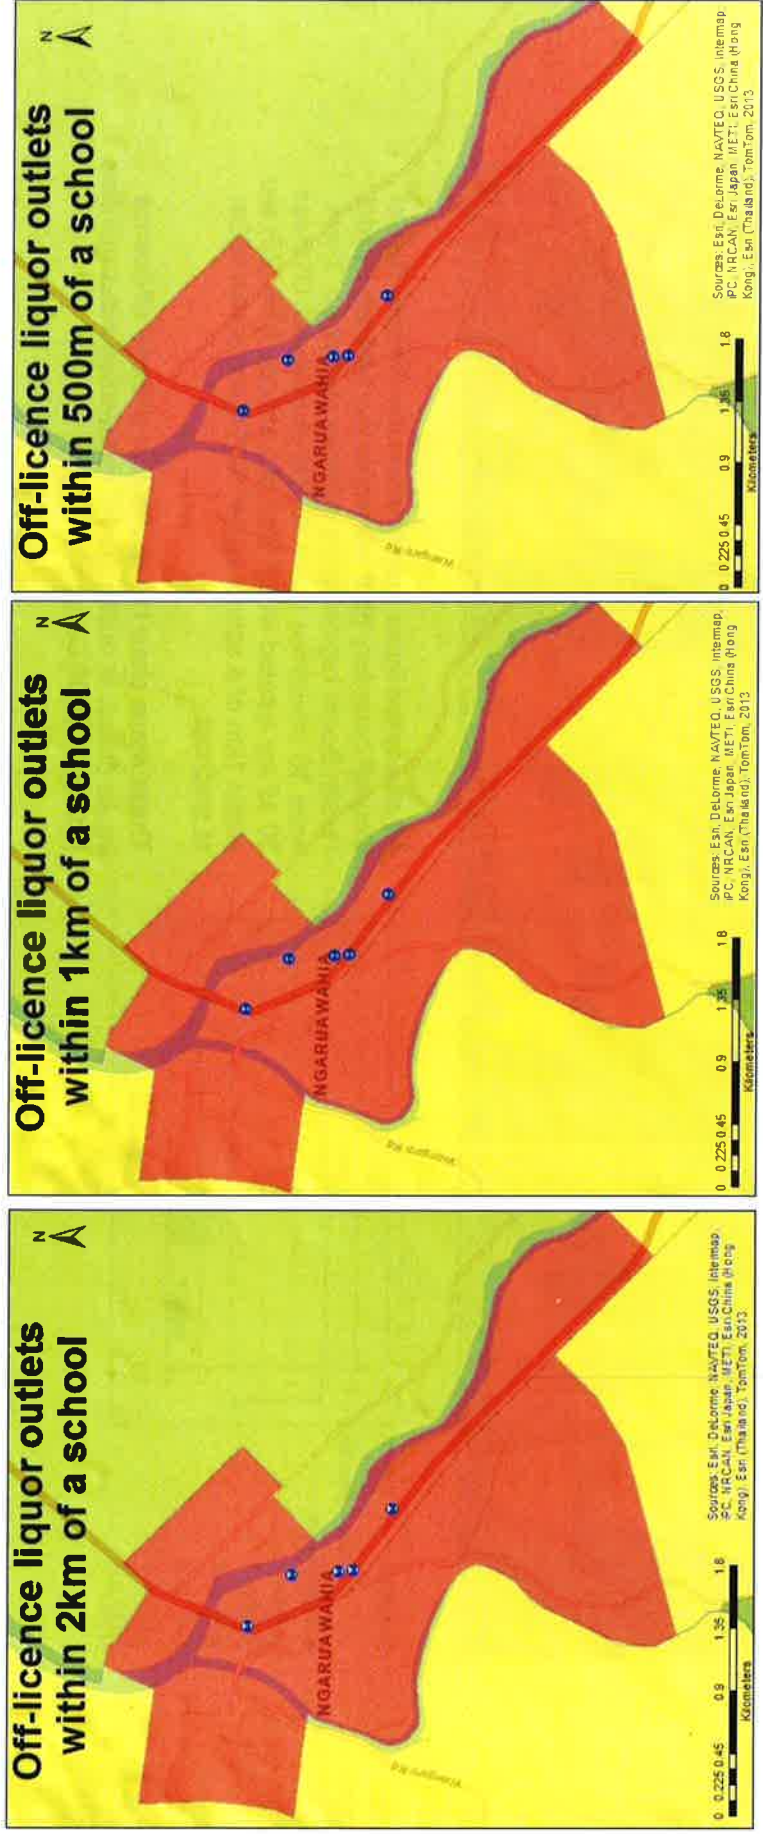 Off-licence liquor outlets
within 2km of a school
N
NGARUAWAHIA
Waingaro Rd
0 0.225 0.45 0.9 1.35 1.8
Kilometers
Sources: Esri, DeLorme, NAVTEQ, USGS, Intermap,
iPC, NRCAN, Esri Japan, METI, Esri China (Hong
Kong), Esri (Thailand), TomTom, 2013
Off-licence liquor outlets
within 1km of a school
N
NGARUAWAHIA
Waingaro Rd
0 0.225 0.45 0.9 1.35 1.8
Kilometers
Sources: Esri, DeLorme, NAVTEQ, USGS, Intermap,
iPC, NRCAN, Esri Japan, METI, Esri China (Hong
Kong), Esri (Thailand), TomTom, 2013
Off-licence liquor outlets
within 500m of a school
N
NGARUAWAHIA
Waingaro Rd
0 0.225 0.45 0.9 1.35 1.8
Kilometers
Sources: Esri, DeLorme, NAVTEQ, USGS, Intermap,
iPC, NRCAN, Esri Japan, METI, Esri China (Hong
Kong), Esri (Thailand), TomTom, 2013